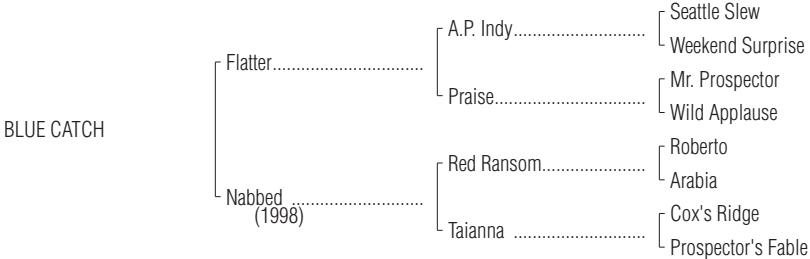 Seattle Slew
A.P. Indy..............................
Weekend Surprise
Flatter..................................
Mr. Prospector
Praise..................................
Wild Applause
BLUE CATCH
Roberto
Red Ransom.......................
Arabia
Nabbed ..............................
(1998)
Cox's Ridge
Taianna ..............................
Prospector's Fable